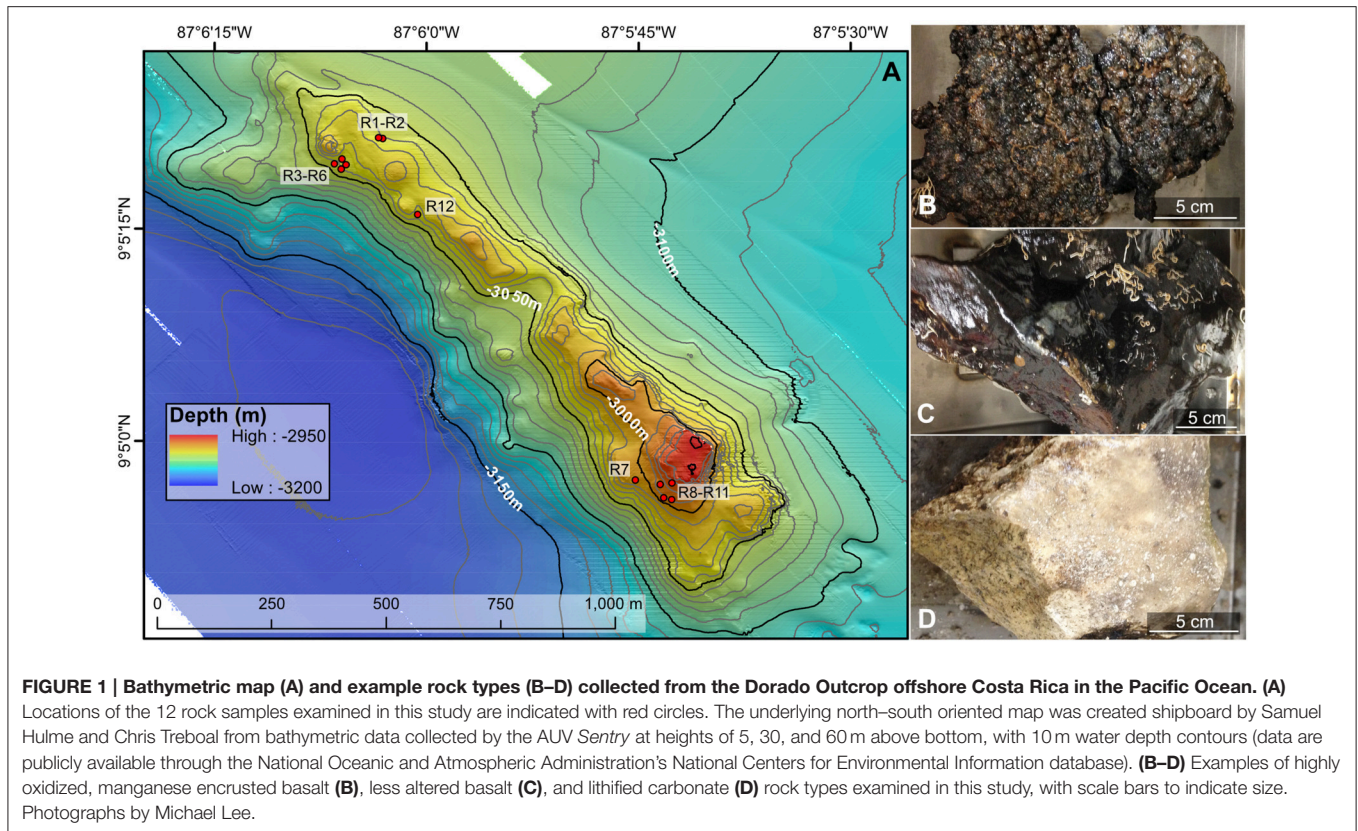 87°6'15"W 87°6'0"W 87°5'45"W 87°5'30"W
A
R1-R2
R3-R6
R12
9°5'15"N
-3100m
-3050m
-3000m
9°5'0"N
Depth (m)
High : -2950
Low : -3200
-3150m
R7
R8-R11
0 250 500 750 1,000 m
B
5 cm
C
5 cm
D
5 cm
FIGURE 1 | Bathymetric map (A) and example rock types (B–D) collected from the Dorado Outcrop offshore Costa Rica in the Pacific Ocean. (A)
Locations of the 12 rock samples examined in this study are indicated with red circles. The underlying north–south oriented map was created shipboard by Samuel
Hulme and Chris Treboal from bathymetric data collected by the AUV Sentry at heights of 5, 30, and 60 m above bottom, with 10 m water depth contours (data are
publicly available through the National Oceanic and Atmospheric Administration's National Centers for Environmental Information database). (B–D) Examples of highly
oxidized, manganese encrusted basalt (B), less altered basalt (C), and lithified carbonate (D) rock types examined in this study, with scale bars to indicate size.
Photographs by Michael Lee.